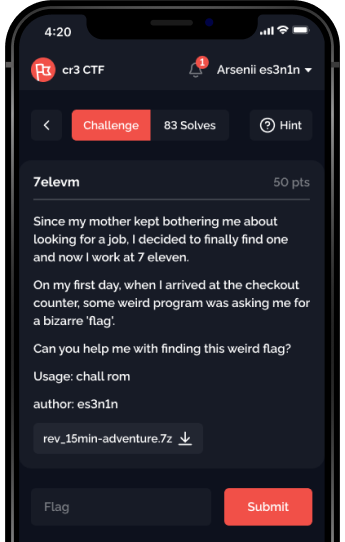 4:20
cr3 CTF
1
Arsenii es3n1n
Challenge
83 Solves
Hint
7elevm
50 pts
Since my mother kept bothering me about
looking for a job, I decided to finally find one
and now I work at 7 eleven.
On my first day, when I arrived at the checkout
counter, some weird program was asking me for
a bizarre 'flag'.
Can you help me with finding this weird flag?
Usage: chall rom
author: es3n1n
rev_15min-adventure.7z
Flag
Submit